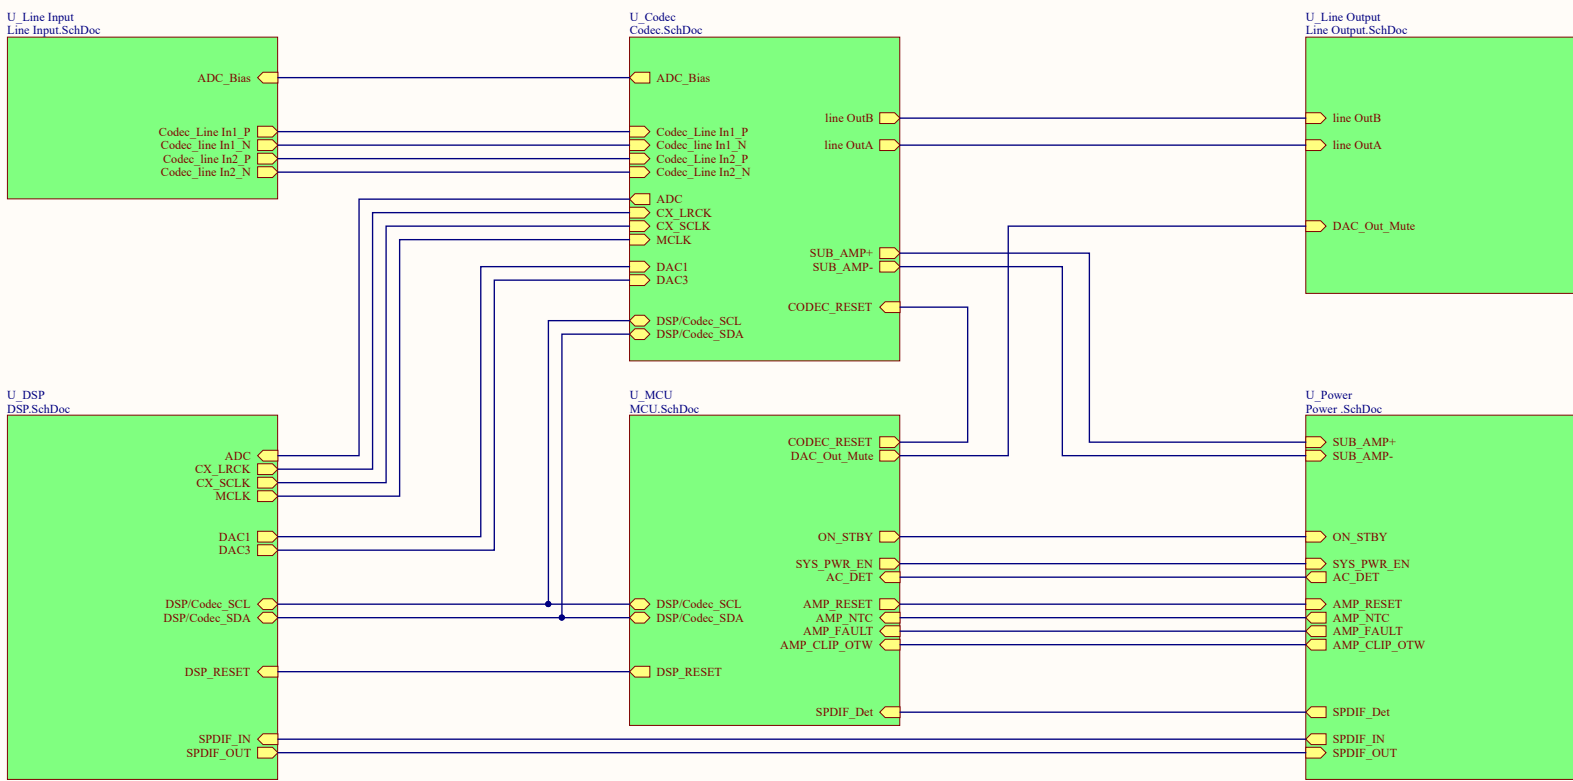 U_Line Input
Line Input.SchDoc
ADC_Bias
Codec_Line In1_P
Codec_line In1_N
Codec_line In2_P
Codec_line In2_N
U_Codec
Codec.SchDoc
ADC_Bias
Codec_Line In1_P
Codec_line In1_N
Codec_Line In2_P
Codec_Line In2_N
ADC
CX_LRCK
CX_SCLK
MCLK
DAC1
DAC3
DSP/Codec_SCL
DSP/Codec_SDA
line OutB
line OutA
SUB_AMP+
SUB_AMP-
CODEC_RESET
U_Line Output
Line Output.SchDoc
line OutB
line OutA
DAC_Out_Mute
U_DSP
DSP.SchDoc
ADC
CX_LRCK
CX_SCLK
MCLK
DAC1
DAC3
DSP/Codec_SCL
DSP/Codec_SDA
DSP_RESET
SPDIF_IN
SPDIF_OUT
U_MCU
MCU.SchDoc
DSP/Codec_SCL
DSP/Codec_SDA
DSP_RESET
CODEC_RESET
DAC_Out_Mute
ON_STBY
SYS_PWR_EN
AC_DET
AMP_RESET
AMP_NTC
AMP_FAULT
AMP_CLIP_OTW
SPDIF_Det
U_Power
Power .SchDoc
SUB_AMP+
SUB_AMP-
ON_STBY
SYS_PWR_EN
AC_DET
AMP_RESET
AMP_NTC
AMP_FAULT
AMP_CLIP_OTW
SPDIF_Det
SPDIF_IN
SPDIF_OUT